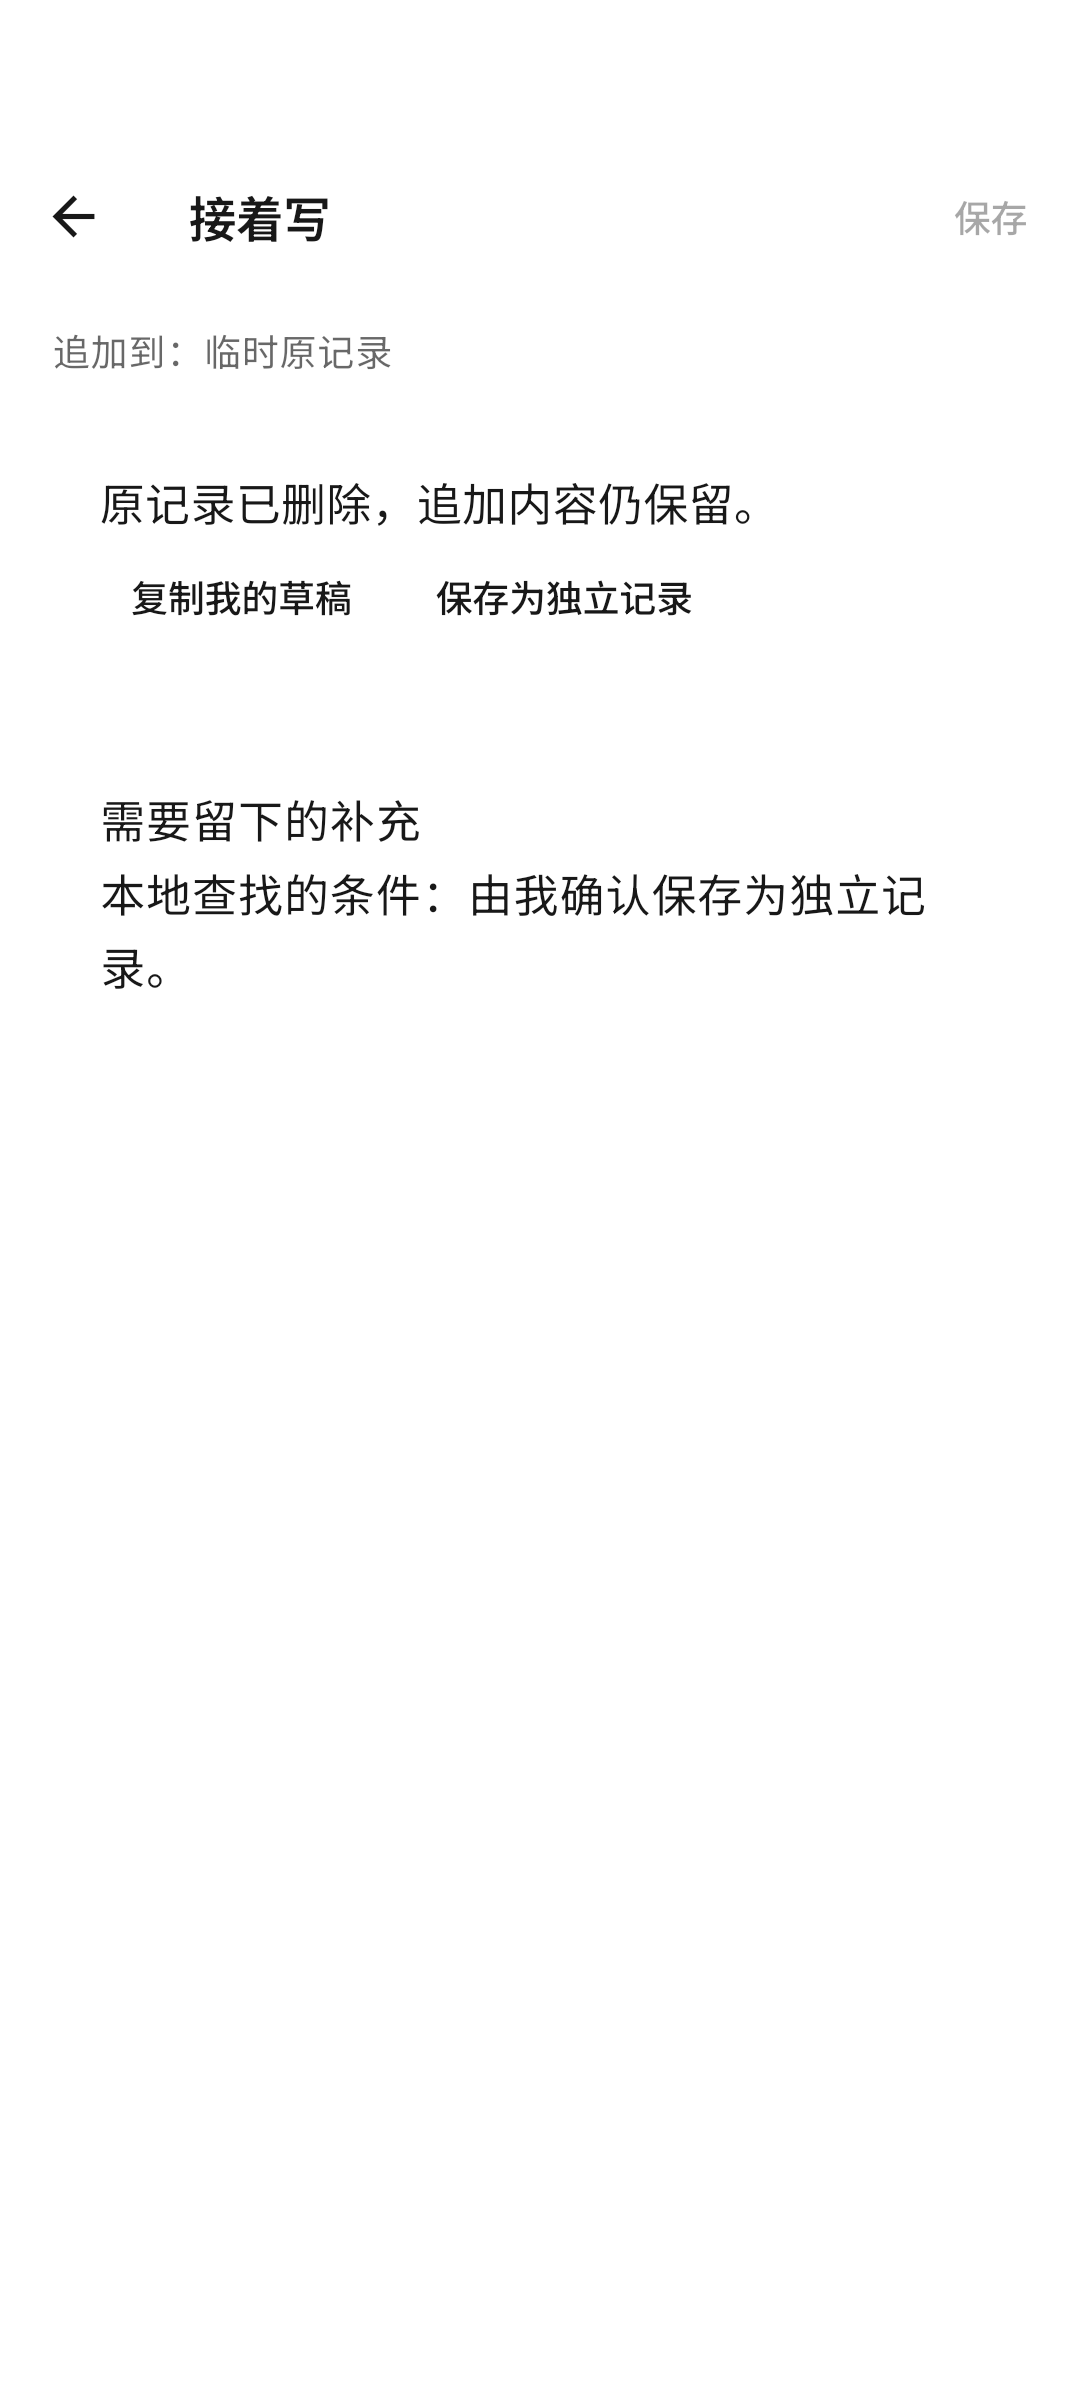 接着写
保存
追加到：临时原记录
原记录已删除，追加内容仍保留。
复制我的草稿
保存为独立记录
需要留下的补充
本地查找的条件：由我确认保存为独立记
录。